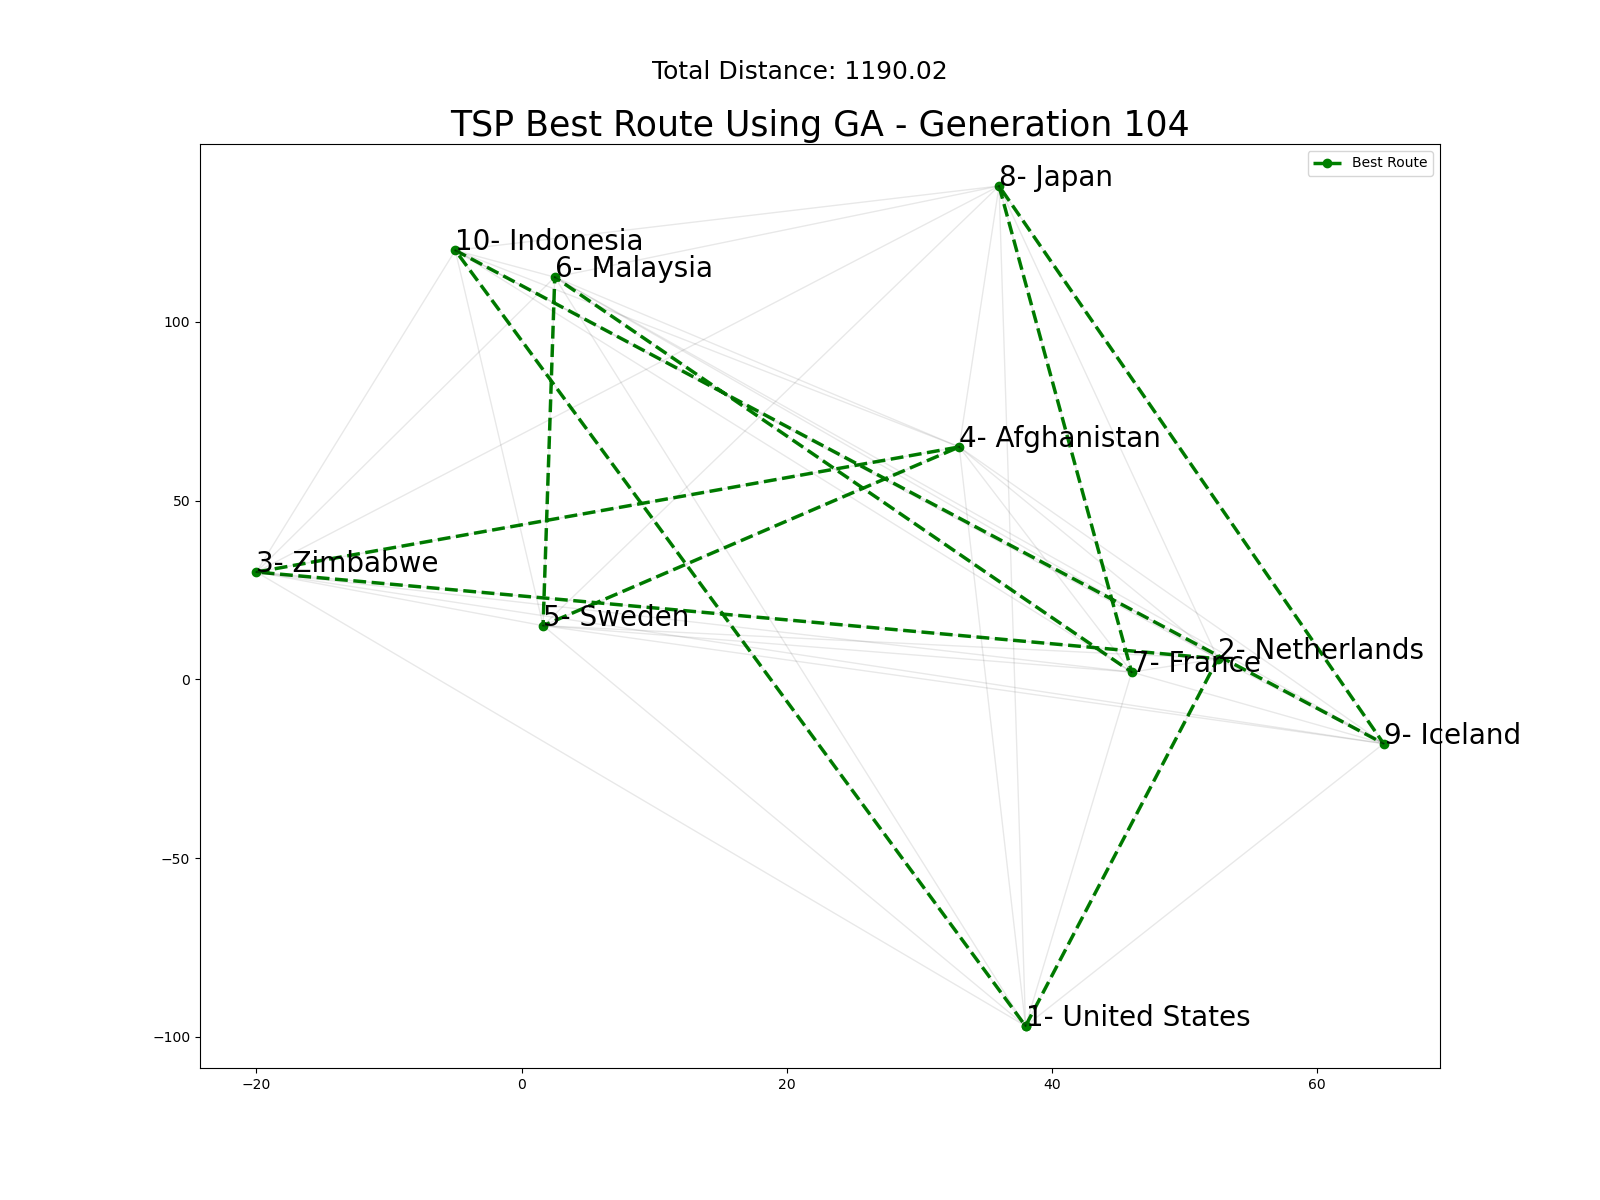 Total Distance: 1190.02
TSP Best Route Using GA - Generation 104
Best Route
8- Japan
10- Indonesia
6- Malaysia
100
4- Afghanistan
50
3- Zimbabwe
5- Sweden
2- Netherlands
7- France
0
9- Iceland
−50
1- United States
−100
−20 0 20 40 60